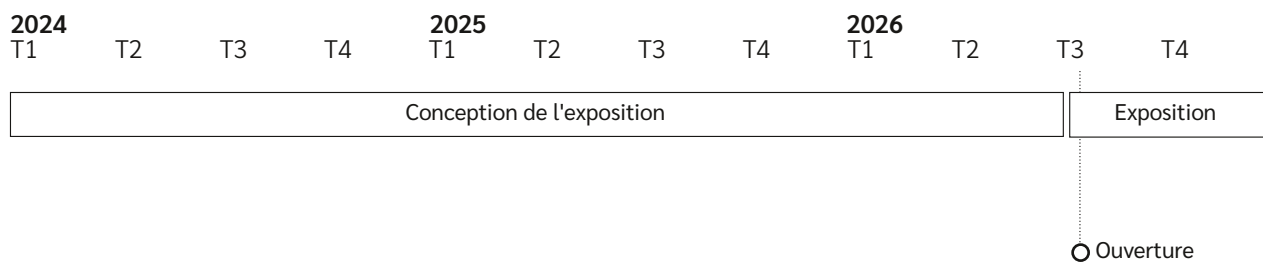 2024 2025 2026
T1 T2 T3 T4 T1 T2 T3 T4 T1 T2 T3 T4
Conception de l'exposition Exposition
Ouverture